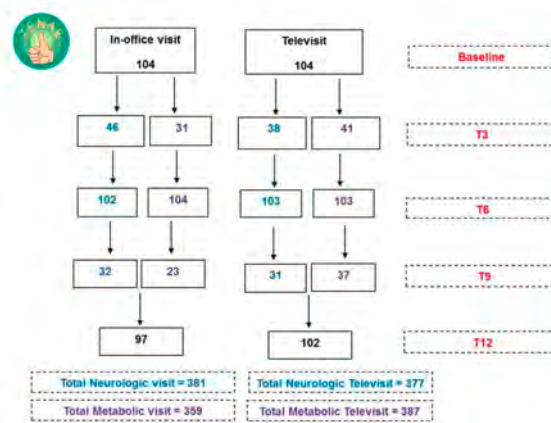 In-office visit
104
Televisit
104
Baseline
46
31
38
41
T3
102
104
103
103
T6
32
23
31
37
T9
97
102
T12
Total Neurologic visit = 381
Total Neurologic Televisit = 377
Total Metabolic visit = 359
Total Metabolic Televisit = 387